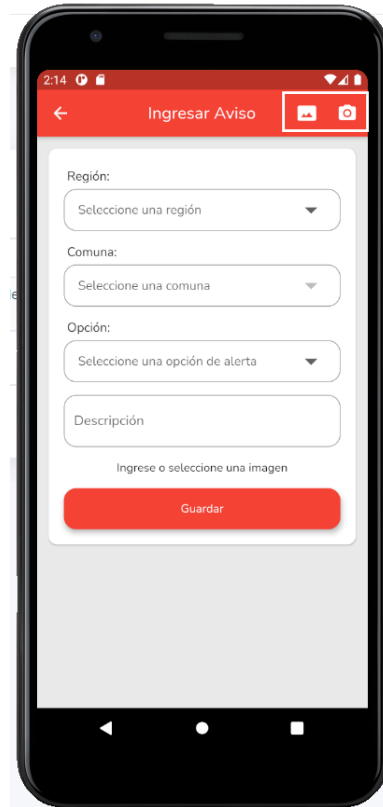 2:14
Ingresar Aviso
Región:
Seleccione una región
Comuna:
Seleccione una comuna
Opción:
Seleccione una opción de alerta
Descripción
Ingrese o seleccione una imagen
Guardar